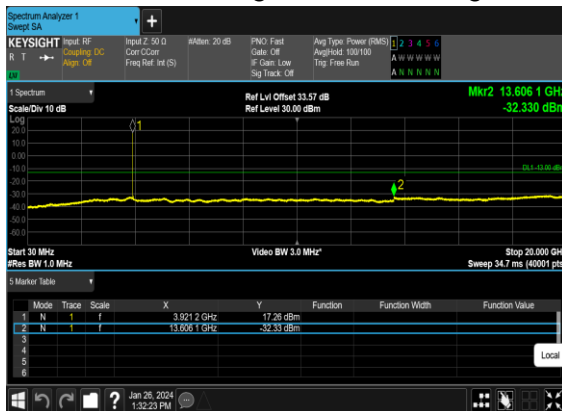 Spectrum Analyzer 1
Swept SA
KEYSIGHT
R T
Input: RF
Coupling: DC
Align: Off
Input Z: 50 Ω
Corr CCorr
Freq Ref: Int (S)
#Atten: 20 dB
PNO: Fast
Gate: Off
IF Gain: Low
Sig Track: Off
Avg Type: Power (RMS)
Avg|Hold: 100/100
Trig: Free Run
1 2 3 4 5 6
A W W W W W
A N N N N N
1 Spectrum
Scale/Div 10 dB
Ref Lvl Offset 33.57 dB
Ref Level 30.00 dBm
Mkr2 13.606 1 GHz
-32.330 dBm
Log
20.0
10.0
0.00
-10.0
-20.0
-30.0
-40.0
-50.0
-60.0
1
2
DL1 -13.00 dBm
Start 30 MHz
#Res BW 1.0 MHz
Video BW 3.0 MHz*
Stop 20.000 GH
Sweep 34.7 ms (40001 pts
5 Marker Table
Mode Trace Scale X Y Function Function Width Function Value
1 N 1 f 3.921 2 GHz 17.26 dBm
2 N 1 f 13.606 1 GHz -32.33 dBm
3
4
5
6
Local
?
Jan 26, 2024
1:32:23 PM